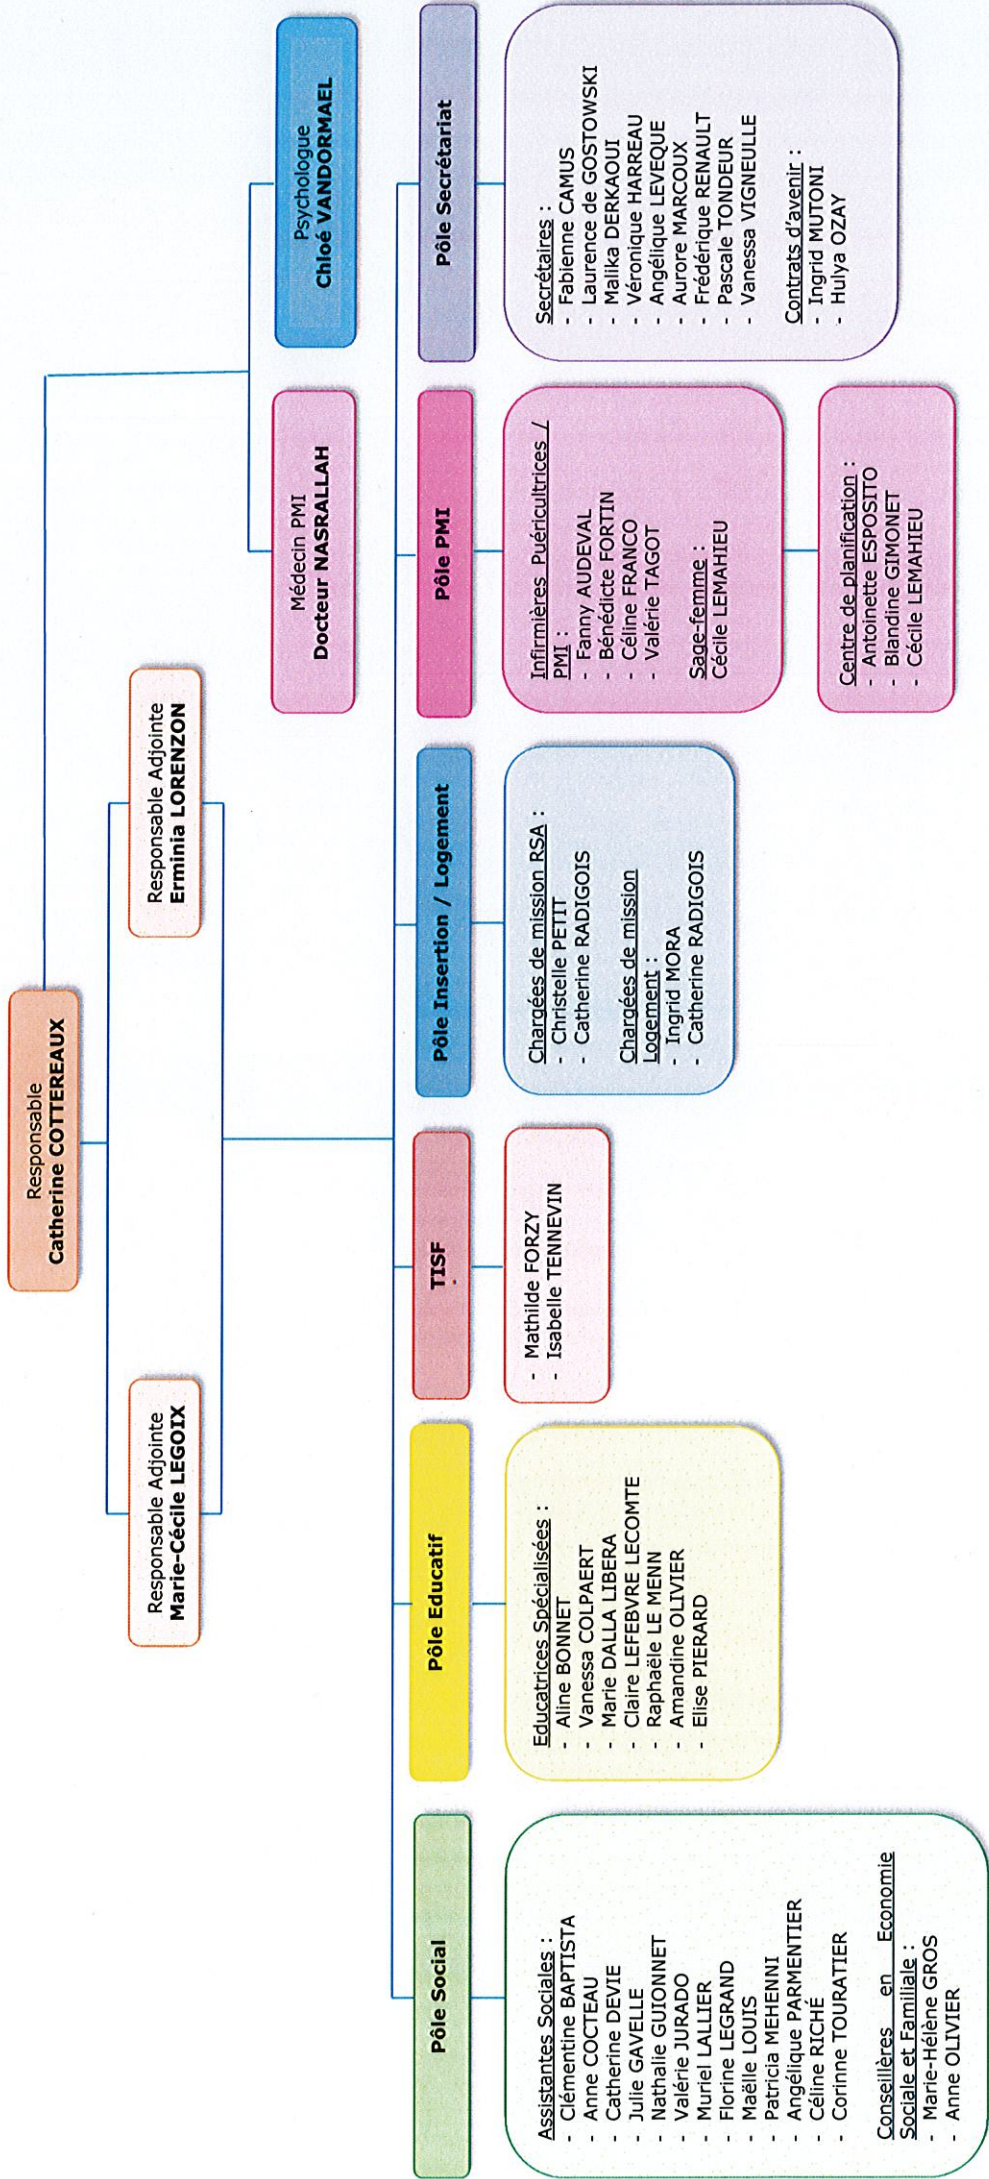 Responsable
Catherine COTTEREAUX
Responsable Adjointe
Marie-Cécile LEGOIX
Responsable Adjointe
Erminia LORENZON
Médecin PMI
Docteur NASRALLAH
Psychologue
Chloé VANDORMAEL
Pôle Social
Assistantes Sociales :
- Clémentine BAPTISTA
- Anne COCTEAU
- Catherine DEVIE
- Julie GAVELLE
- Nathalie GUIONNET
- Valérie JURADO
- Muriel LALLIER
- Florine LEGRAND
- Maëlle LOUIS
- Patricia MEHENNI
- Angélique PARMENTIER
- Céline RICHÉ
- Corinne TOURATIER
Conseillères en Economie
Sociale et Familiale :
- Marie-Hélène GROS
- Anne OLIVIER
Pôle Educatif
Educatrices Spécialisées :
- Aline BONNET
- Vanessa COLPAERT
- Marie DALLA LIBERA
- Claire LEFEBVRE LECOMTE
- Raphaële LE MENN
- Amandine OLIVIER
- Elise PIERARD
TISF
- Mathilde FORZY
- Isabelle TENNEVIN
Pôle Insertion / Logement
Chargées de mission RSA :
- Christelle PETIT
- Catherine RADIGOIS
Chargées de mission
Logement :
- Ingrid MORA
- Catherine RADIGOIS
Pôle PMI
Infirmières Puéricultrices /
PMI :
- Fanny AUDEVAL
- Bénédicte FORTIN
- Céline FRANCO
- Valérie TAGOT
Sage-femme :
Cécile LEMAHIEU
Centre de planification :
- Antoinette ESPOSITO
- Blandine GIMONET
- Cécile LEMAHIEU
Pôle Secrétariat
Secrétaires :
- Fabienne CAMUS
- Laurence de GOSTOWSKI
- Malika DERKAOUI
- Véronique HARREAU
- Angélique LEVEQUE
- Aurore MARCOUX
- Frédérique RENAULT
- Pascale TONDEUR
- Vanessa VIGNEULLE
Contrats d'avenir :
- Ingrid MUTONI
- Hulya OZAY